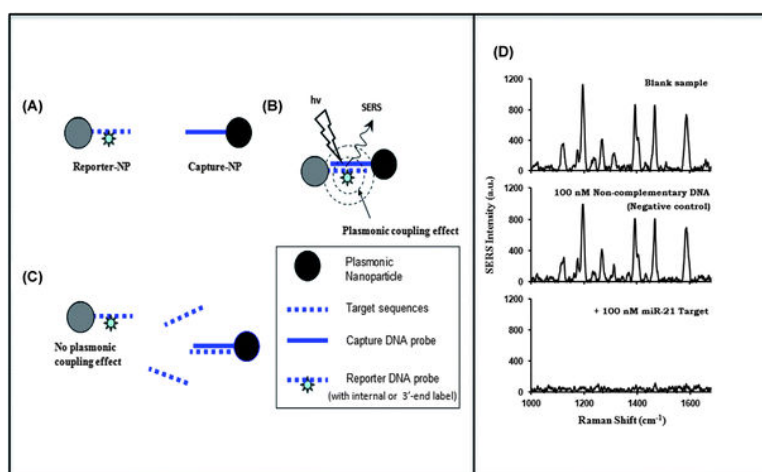 (A)
Reporter-NP
Capture-NP
(B)
hv
SERS
Plasmonic coupling effect
(C)
No plasmonic
coupling effect
Plasmonic
Nanoparticle
Target sequences
Capture DNA probe
Reporter DNA probe
(with internal or 3'-end label)
(D)
Blank sample
1200
800
400
0
100 nM Non-complementary DNA
(Negative control)
1200
800
400
0
+ 100 nM miR-21 Target
1200
800
400
0
SERS Intensity (a.u.)
1000
1200
1400
1600
Raman Shift (cm⁻¹)